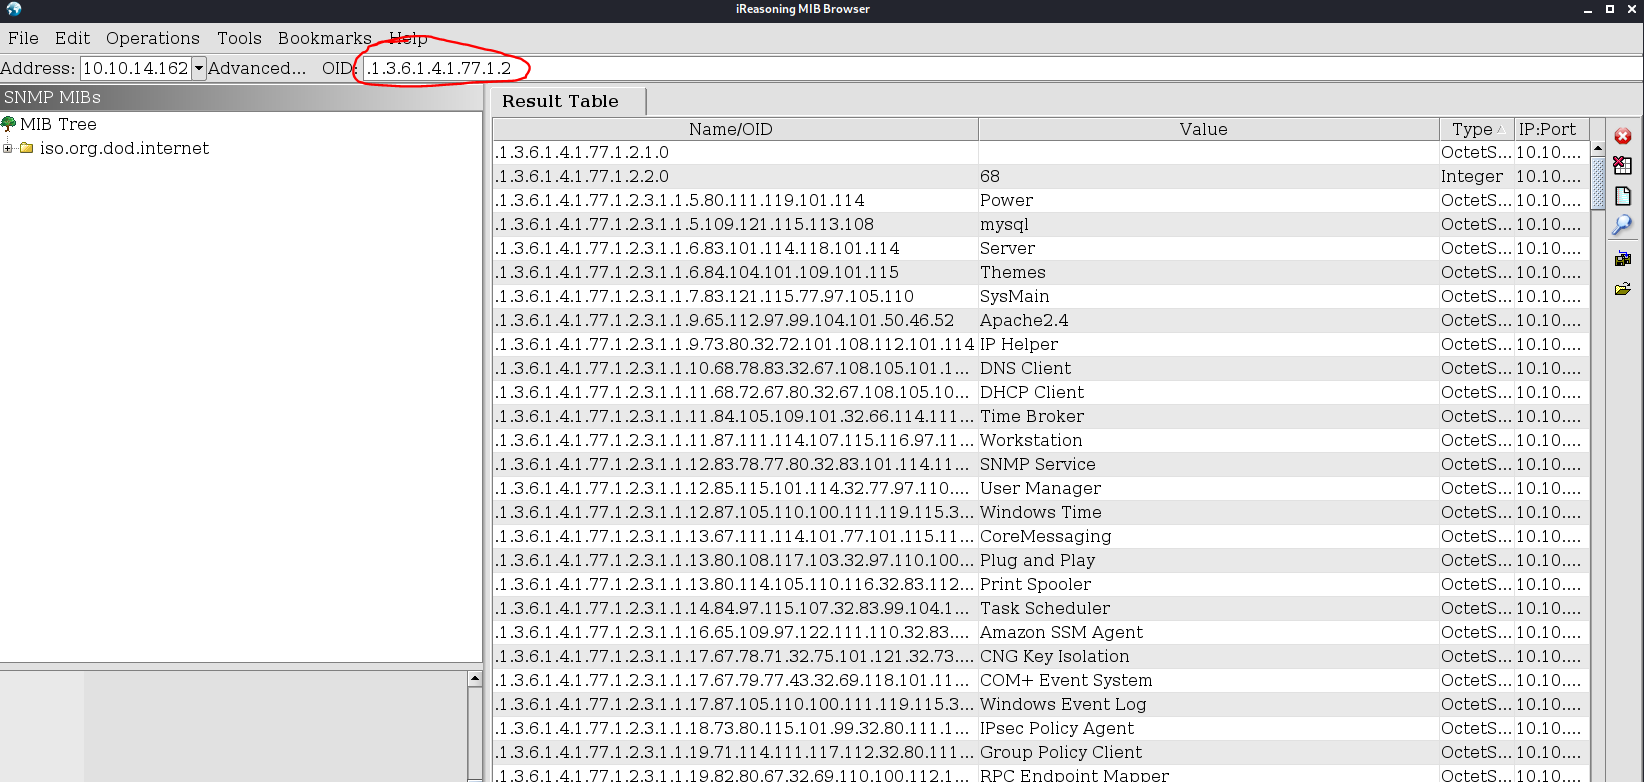 iReasoning MIB Browser
File Edit Operations Tools Bookmarks Help
Address: 10.10.14.162 Advanced... OID: .1.3.6.1.4.1.77.1.2
SNMP MIBs
MIB Tree
iso.org.dod.internet
Result Table
Name/OID Value Type IP:Port
.1.3.6.1.4.1.77.1.2.1.0 OctetS... 10.10....
.1.3.6.1.4.1.77.1.2.2.0 68 Integer 10.10....
.1.3.6.1.4.1.77.1.2.3.1.1.5.80.111.119.101.114 Power OctetS... 10.10....
.1.3.6.1.4.1.77.1.2.3.1.1.5.109.121.115.113.108 mysql OctetS... 10.10....
.1.3.6.1.4.1.77.1.2.3.1.1.6.83.101.114.118.101.114 Server OctetS... 10.10....
.1.3.6.1.4.1.77.1.2.3.1.1.6.84.104.101.109.101.115 Themes OctetS... 10.10....
.1.3.6.1.4.1.77.1.2.3.1.1.7.83.121.115.77.97.105.110 SysMain OctetS... 10.10....
.1.3.6.1.4.1.77.1.2.3.1.1.9.65.112.97.99.104.101.50.46.52 Apache2.4 OctetS... 10.10....
.1.3.6.1.4.1.77.1.2.3.1.1.9.73.80.32.72.101.108.112.101.114 IP Helper OctetS... 10.10....
.1.3.6.1.4.1.77.1.2.3.1.1.10.68.78.83.32.67.108.105.101.1... DNS Client OctetS... 10.10....
.1.3.6.1.4.1.77.1.2.3.1.1.11.68.72.67.80.32.67.108.105.10... DHCP Client OctetS... 10.10....
.1.3.6.1.4.1.77.1.2.3.1.1.11.84.105.109.101.32.66.114.111... Time Broker OctetS... 10.10....
.1.3.6.1.4.1.77.1.2.3.1.1.11.87.111.114.107.115.116.97.11... Workstation OctetS... 10.10....
.1.3.6.1.4.1.77.1.2.3.1.1.12.83.78.77.80.32.83.101.114.11... SNMP Service OctetS... 10.10....
.1.3.6.1.4.1.77.1.2.3.1.1.12.85.115.101.114.32.77.97.110.... User Manager OctetS... 10.10....
.1.3.6.1.4.1.77.1.2.3.1.1.12.87.105.110.100.111.119.115.3... Windows Time OctetS... 10.10....
.1.3.6.1.4.1.77.1.2.3.1.1.13.67.111.114.101.77.101.115.11... CoreMessaging OctetS... 10.10....
.1.3.6.1.4.1.77.1.2.3.1.1.13.80.108.117.103.32.97.110.100... Plug and Play OctetS... 10.10....
.1.3.6.1.4.1.77.1.2.3.1.1.13.80.114.105.110.116.32.83.112... Print Spooler OctetS... 10.10....
.1.3.6.1.4.1.77.1.2.3.1.1.14.84.97.115.107.32.83.99.104.1... Task Scheduler OctetS... 10.10....
.1.3.6.1.4.1.77.1.2.3.1.1.16.65.109.97.122.111.110.32.83.... Amazon SSM Agent OctetS... 10.10....
.1.3.6.1.4.1.77.1.2.3.1.1.17.67.78.71.32.75.101.121.32.73.... CNG Key Isolation OctetS... 10.10....
.1.3.6.1.4.1.77.1.2.3.1.1.17.67.79.77.43.32.69.118.101.11... COM+ Event System OctetS... 10.10....
.1.3.6.1.4.1.77.1.2.3.1.1.17.87.105.110.100.111.119.115.3... Windows Event Log OctetS... 10.10....
.1.3.6.1.4.1.77.1.2.3.1.1.18.73.80.115.101.99.32.80.111.1... IPsec Policy Agent OctetS... 10.10....
.1.3.6.1.4.1.77.1.2.3.1.1.19.71.114.111.117.112.32.80.111... Group Policy Client OctetS... 10.10....
.1.3.6.1.4.1.77.1.2.3.1.1.19.82.80.67.32.69.110.100.112.1... RPC Endpoint Mapper OctetS... 10.10....